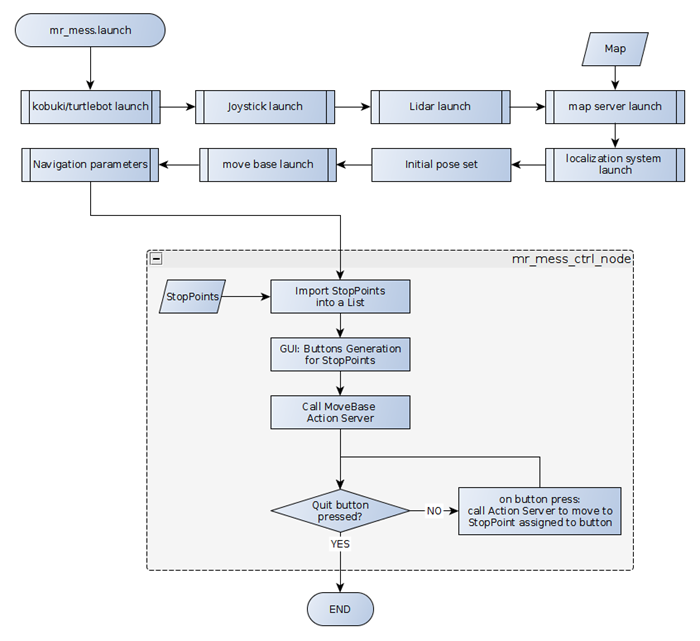 mr_mess.launch
Map
kobuki/turtlebot launch
Joystick launch
Lidar launch
map server launch
Navigation parameters
move base launch
Initial pose set
localization system
launch
mr_mess_ctrl_node
StopPoints
Import StopPoints
into a List
GUI: Buttons Generation
for StopPoints
Call MoveBase
Action Server
Quit button
pressed?
NO
on button press:
call Action Server to move to
StopPoint assigned to button
YES
END